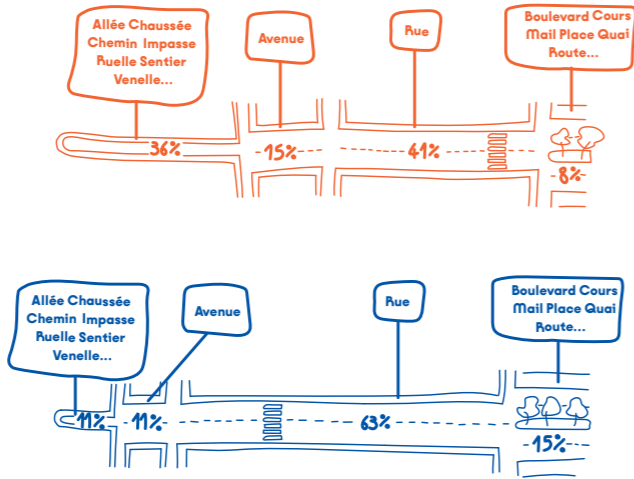 Allée Chaussée
Chemin Impasse
Ruelle Sentier
Venelle...
Avenue
Rue
Boulevard Cours
Mail Place Quai
Route...
36%
15%
41%
8%
Allée Chaussée
Chemin Impasse
Ruelle Sentier
Venelle...
Avenue
Rue
Boulevard Cours
Mail Place Quai
Route...
11%
11%
63%
15%